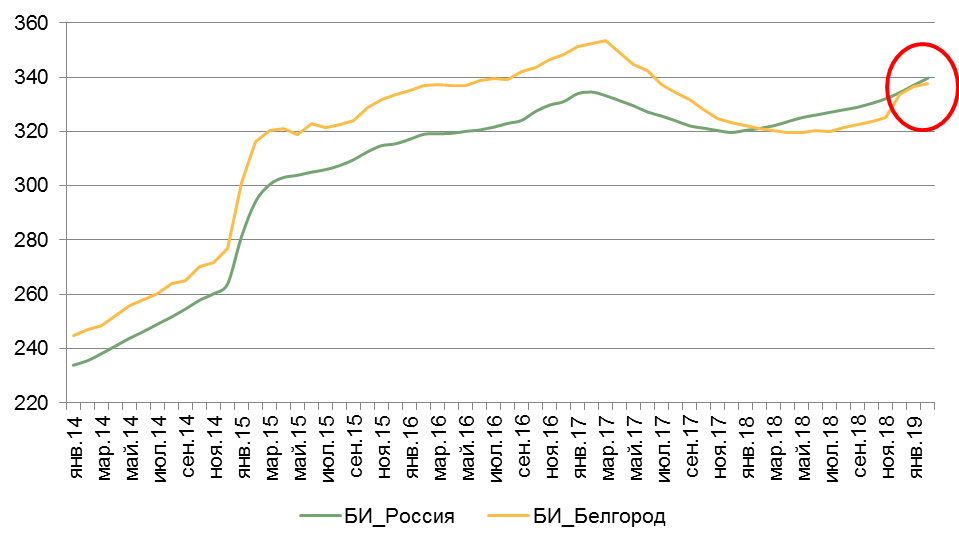 360
340
320
300
280
260
240
220
янв.14
мар.14
май.14
июл.14
сен.14
ноя.14
янв.15
мар.15
май.15
июл.15
сен.15
ноя.15
янв.16
мар.16
май.16
июл.16
сен.16
ноя.16
янв.17
мар.17
май.17
июл.17
сен.17
ноя.17
янв.18
мар.18
май.18
июл.18
сен.18
ноя.18
янв.19
БИ_Россия БИ_Белгород